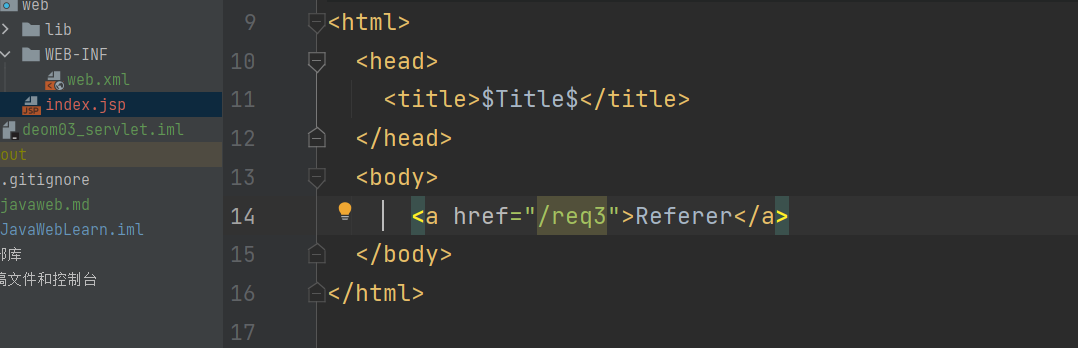 web
lib
WEB-INF
web.xml
index.jsp
deom03_servlet.iml
out
.gitignore
javaweb.md
JavaWebLearn.iml
部库
文件和控制台
9 <html>
10 <head>
11 <title>$Title$</title>
12 </head>
13 <body>
14 <a href="/req3">Referer</a>
15 </body>
16 </html>
17